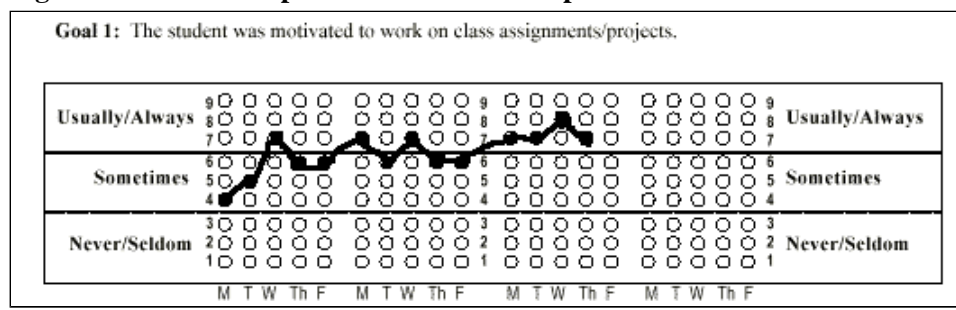 Goal 1: The student was motivated to work on class assignments/projects.
9 9 9
Usually/Always 8 8 8 Usually/Always
7 7 7
6 6 6
Sometimes 5 5 5 Sometimes
4 4 4
3 3 3
Never/Seldom 2 2 2 Never/Seldom
1 1 1
M T W Th F M T W Th F M T W Th F M T W Th F